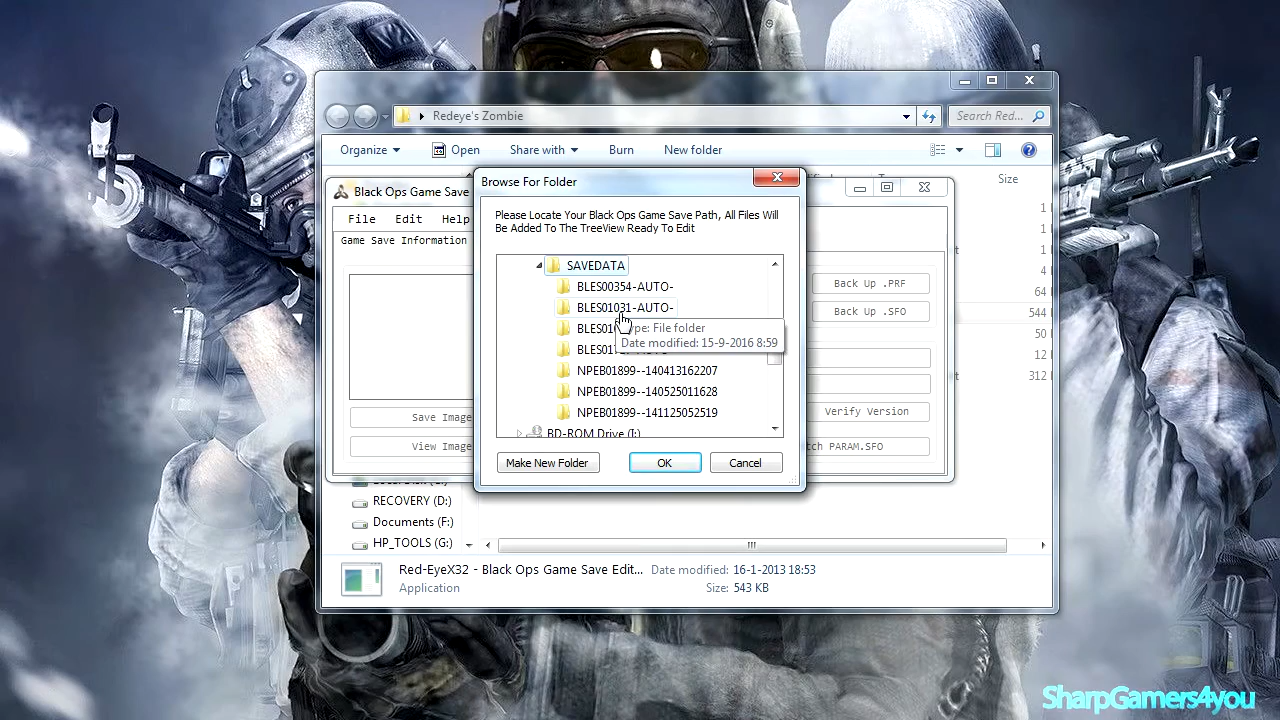 Redeye's Zombie
Search Red...
Organize
Open
Share with
Burn
New folder
Size
Black Ops Game Save
Browse For Folder
File Edit Help
Game Save Information
Please Locate Your Black Ops Game Save Path, All Files Will
Be Added To The TreeView Ready To Edit
SAVEDATA
BLES00354-AUTO-
BLES01031-AUTO-
Type: File folder
Date modified: 15-9-2016 8:59
NPEB01899--140413162207
NPEB01899--140525011628
NPEB01899--141125052519
BD-ROM Drive (I:)
Make New Folder
OK
Cancel
Back Up .PRF
Back Up .SFO
Verify Version
PARAM.SFO
Save Image
View Image
1
1
1
4
64
544
50
12
312
RECOVERY (D:)
Documents (F:)
HP_TOOLS (G:)
Red-EyeX32 - Black Ops Game Save Edit... Date modified: 16-1-2013 18:53
Application Size: 543 KB
SharpGamers4you